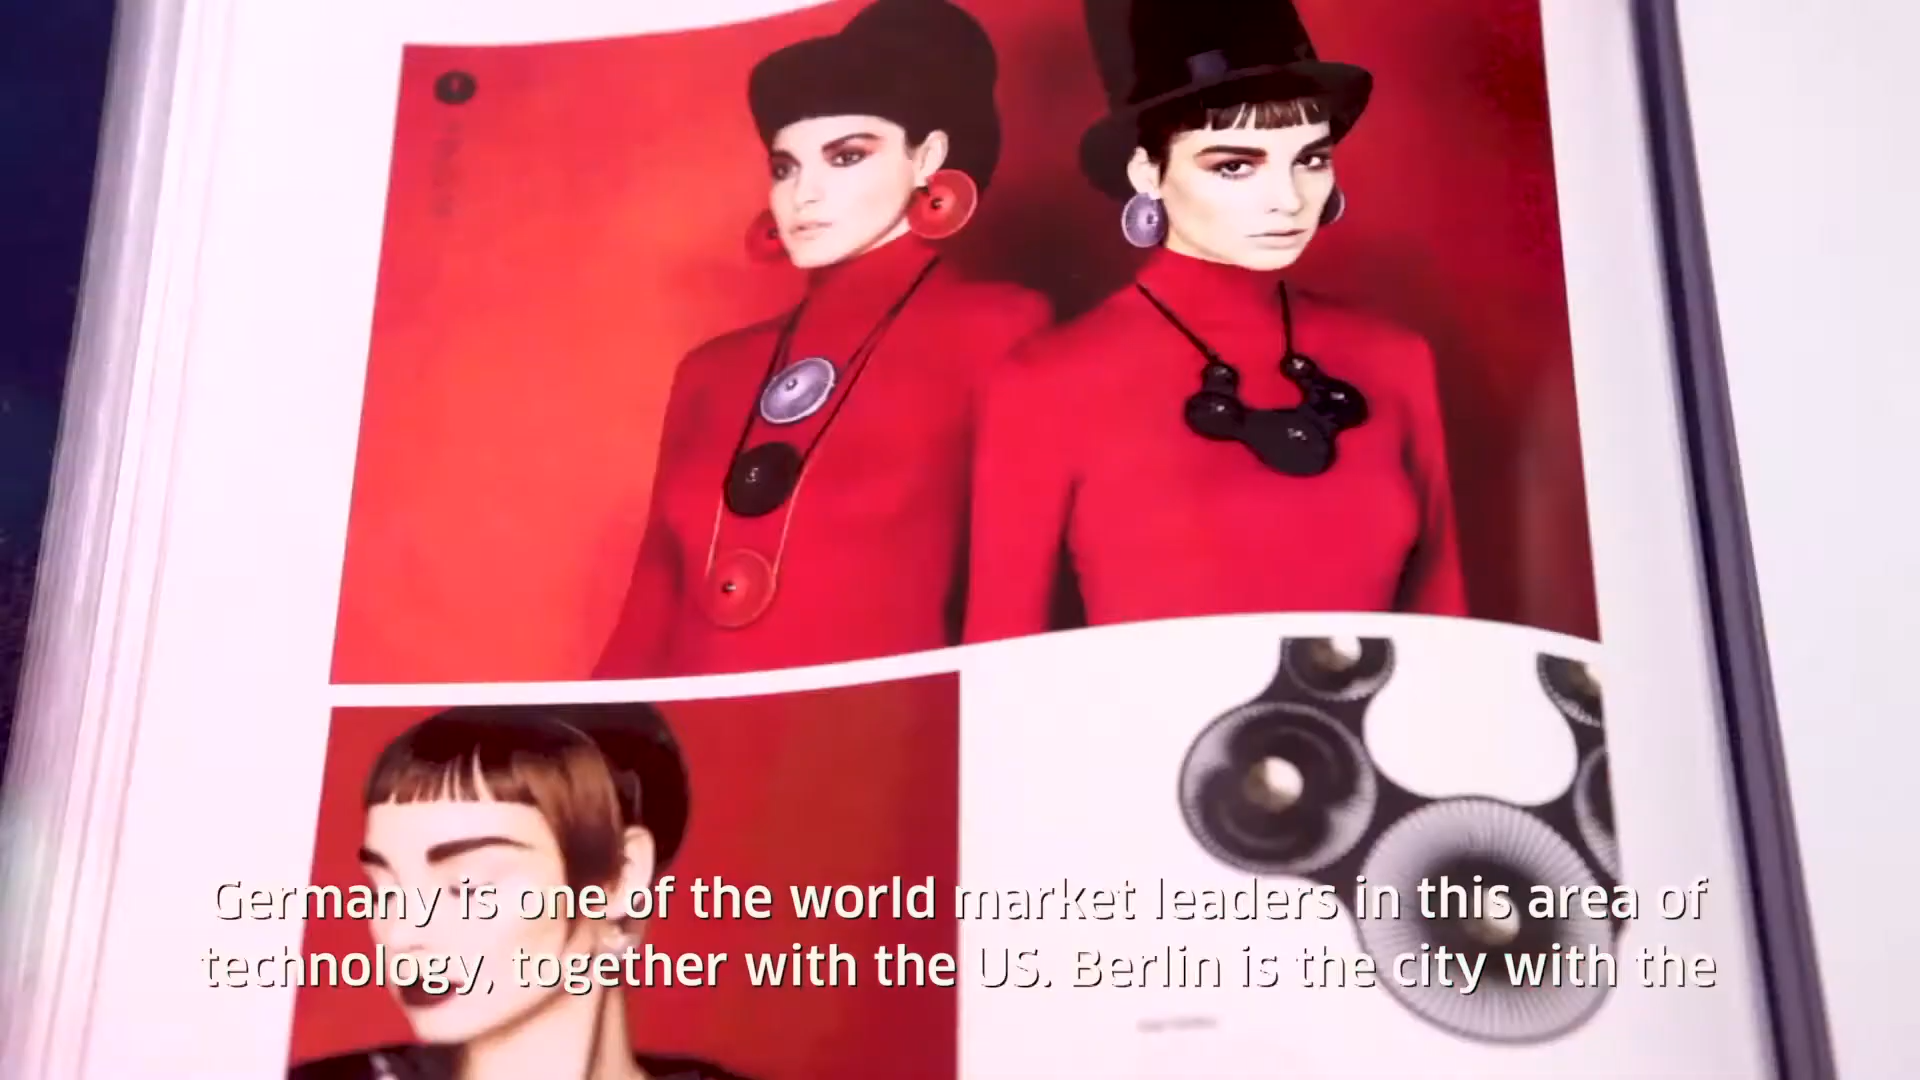 Germany is one of the world market leaders in this area of
technology, together with the US. Berlin is the city with the